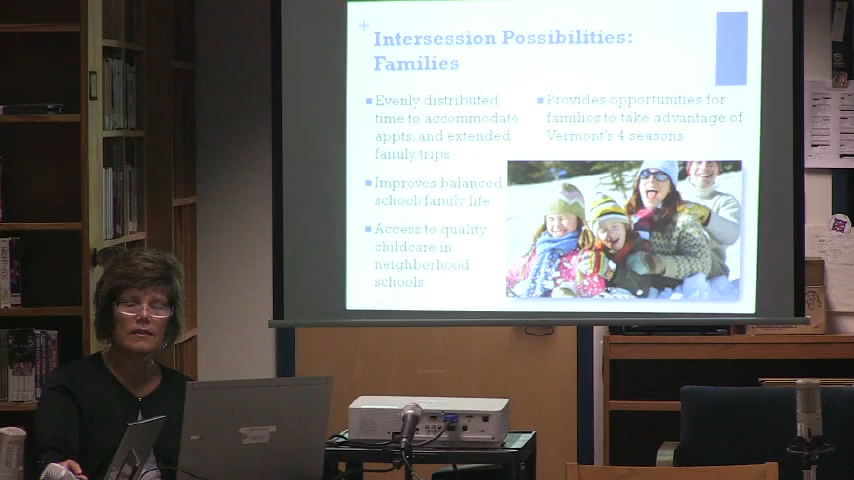 +
Intersession Possibilities:
Families
Evenly distributed
time to accommodate
appts, and extended
family trips
Improves balanced
school/family life
Access to quality
childcare in
neighborhood
schools
Provides opportunities for
families to take advantage of
Vermont's 4 seasons